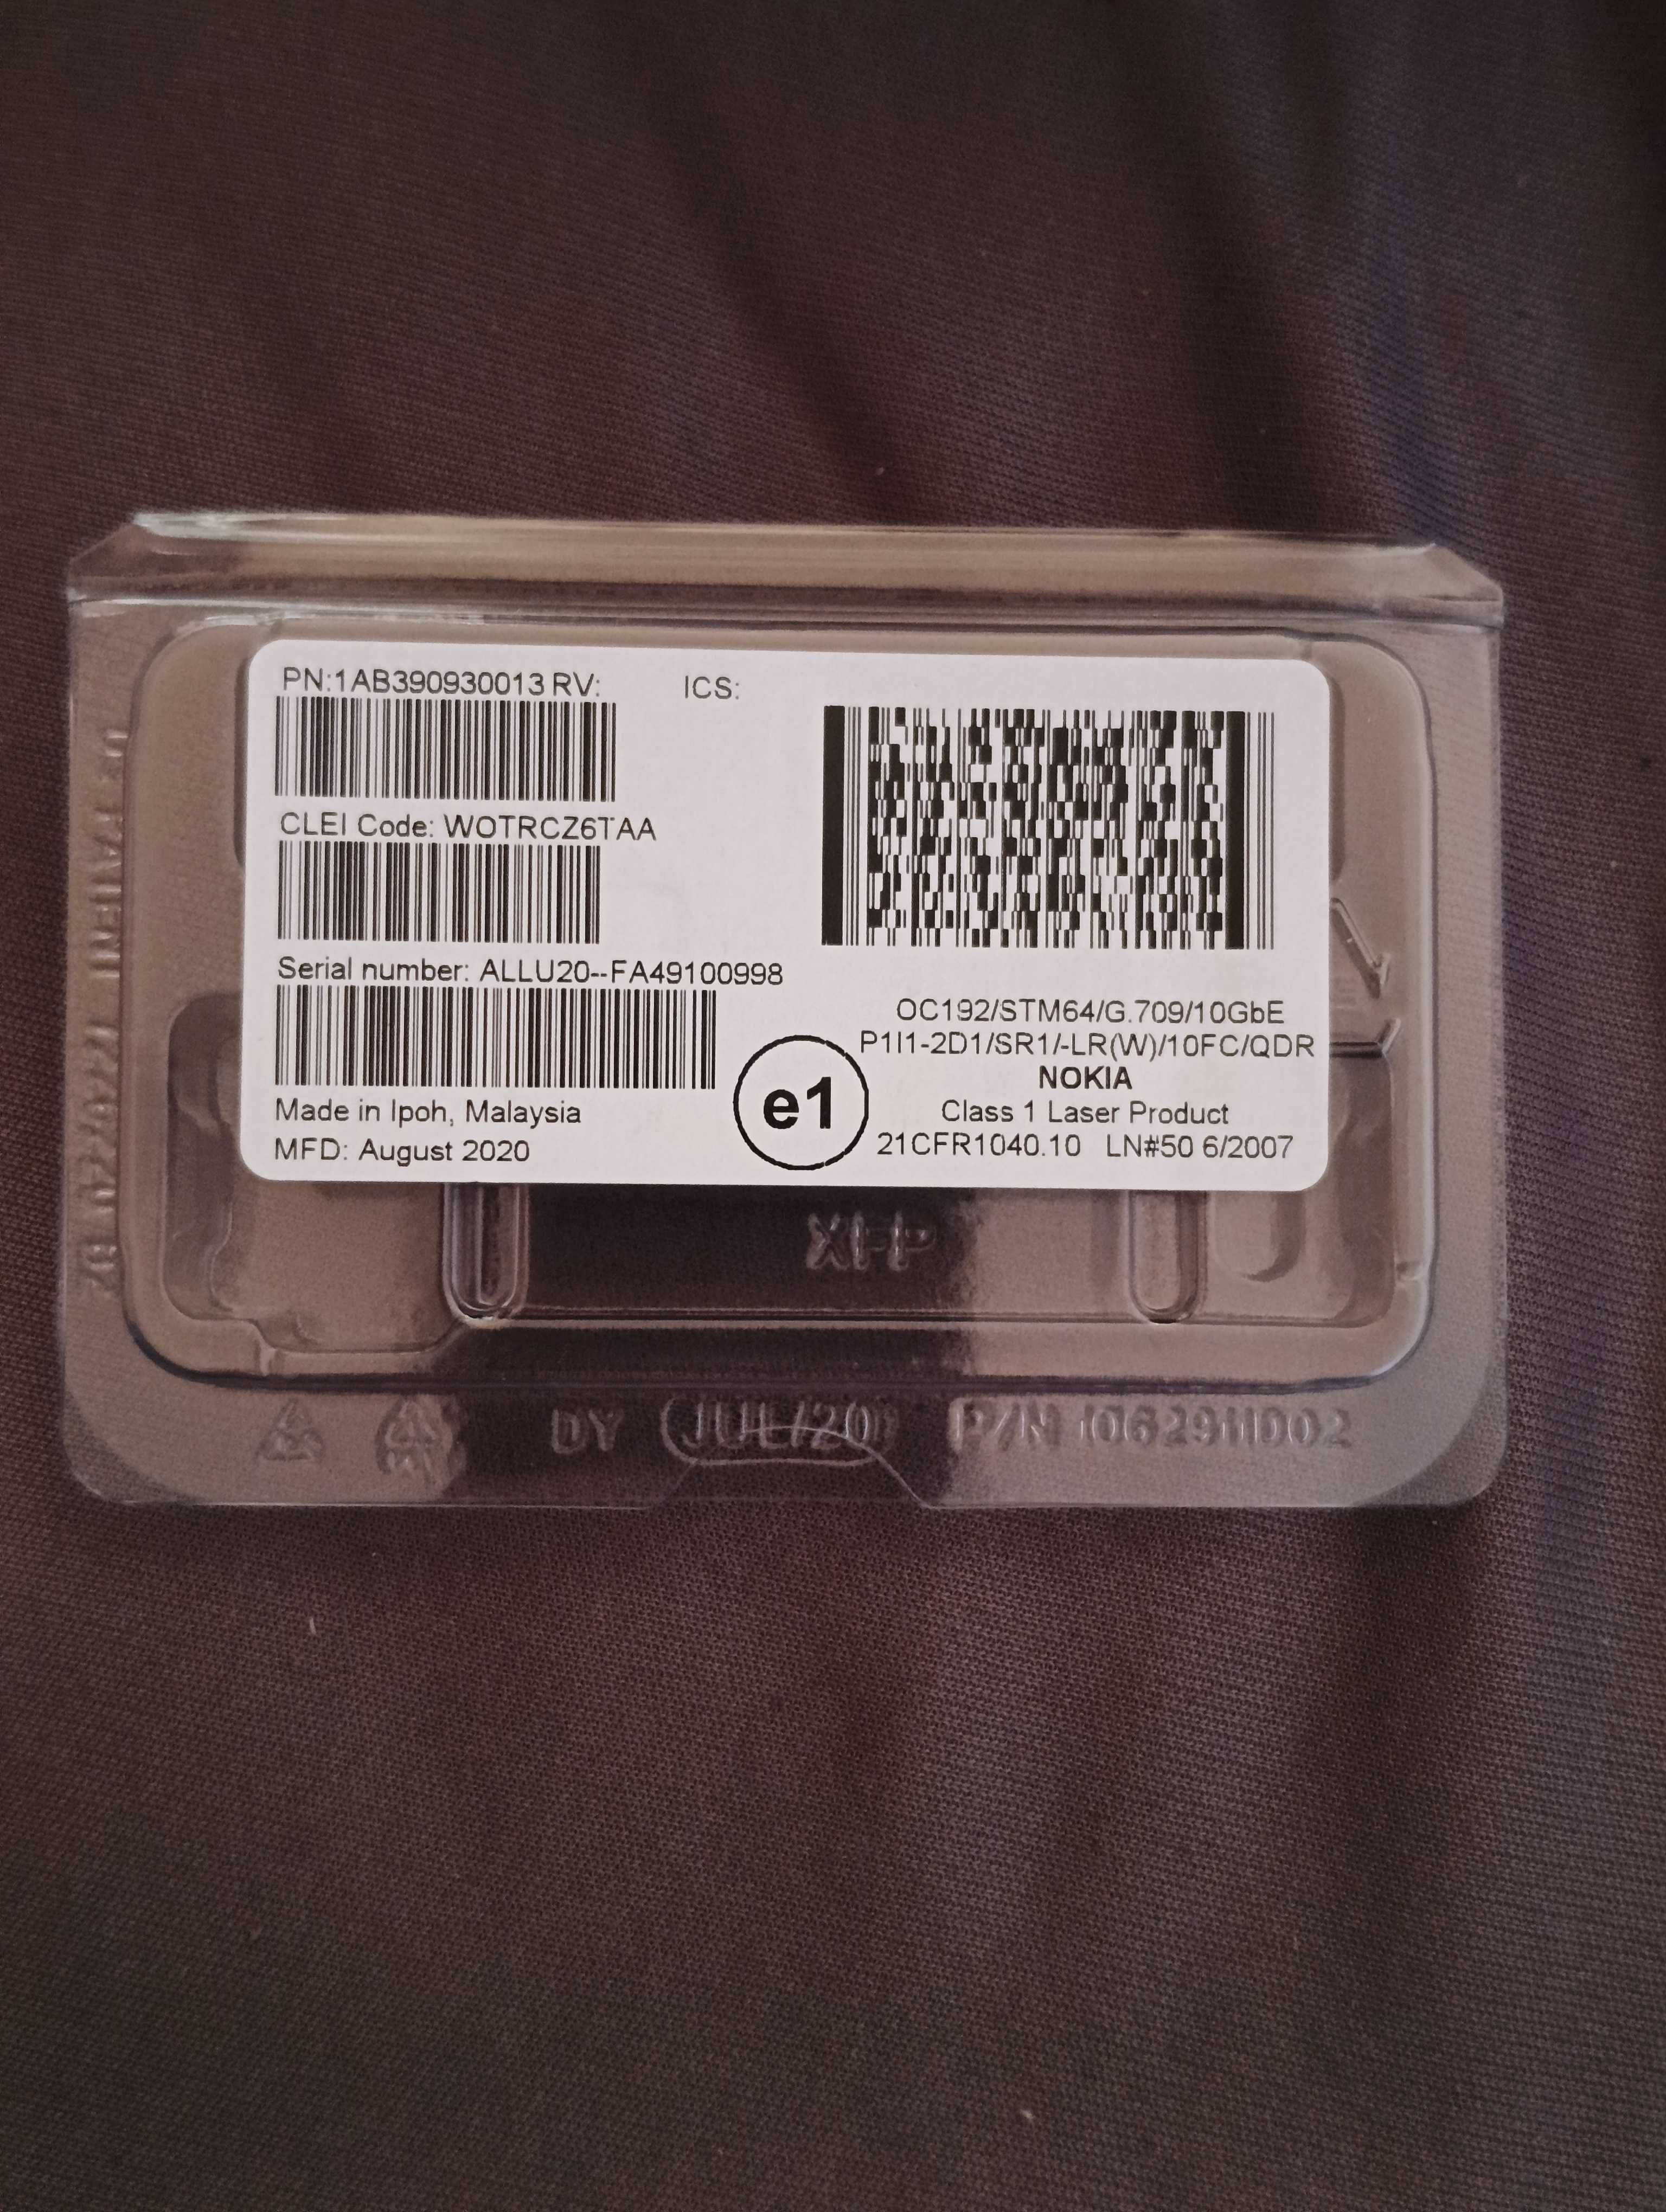 PN:1AB390930013 RV:
ICS:
CLEI Code: WOTRCZ6TAA
Serial number: ALLU20--FA49100998
Made in Ipoh, Malaysia
MFD: August 2020
e1
OC192/STM64/G.709/10GbE
P1I1-2D1/SR1/-LR(W)/10FC/QDR
NOKIA
Class 1 Laser Product
21CFR1040.10 LN#50 6/2007
XFP
DY JUL/20 P/N